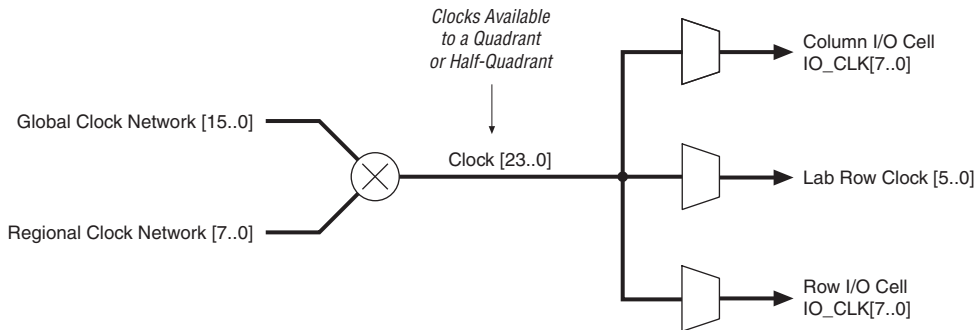 Clocks Available
to a Quadrant
or Half-Quadrant
Column I/O Cell
IO_CLK[7..0]
Global Clock Network [15..0]
Clock [23..0]
Lab Row Clock [5..0]
Regional Clock Network [7..0]
Row I/O Cell
IO_CLK[7..0]